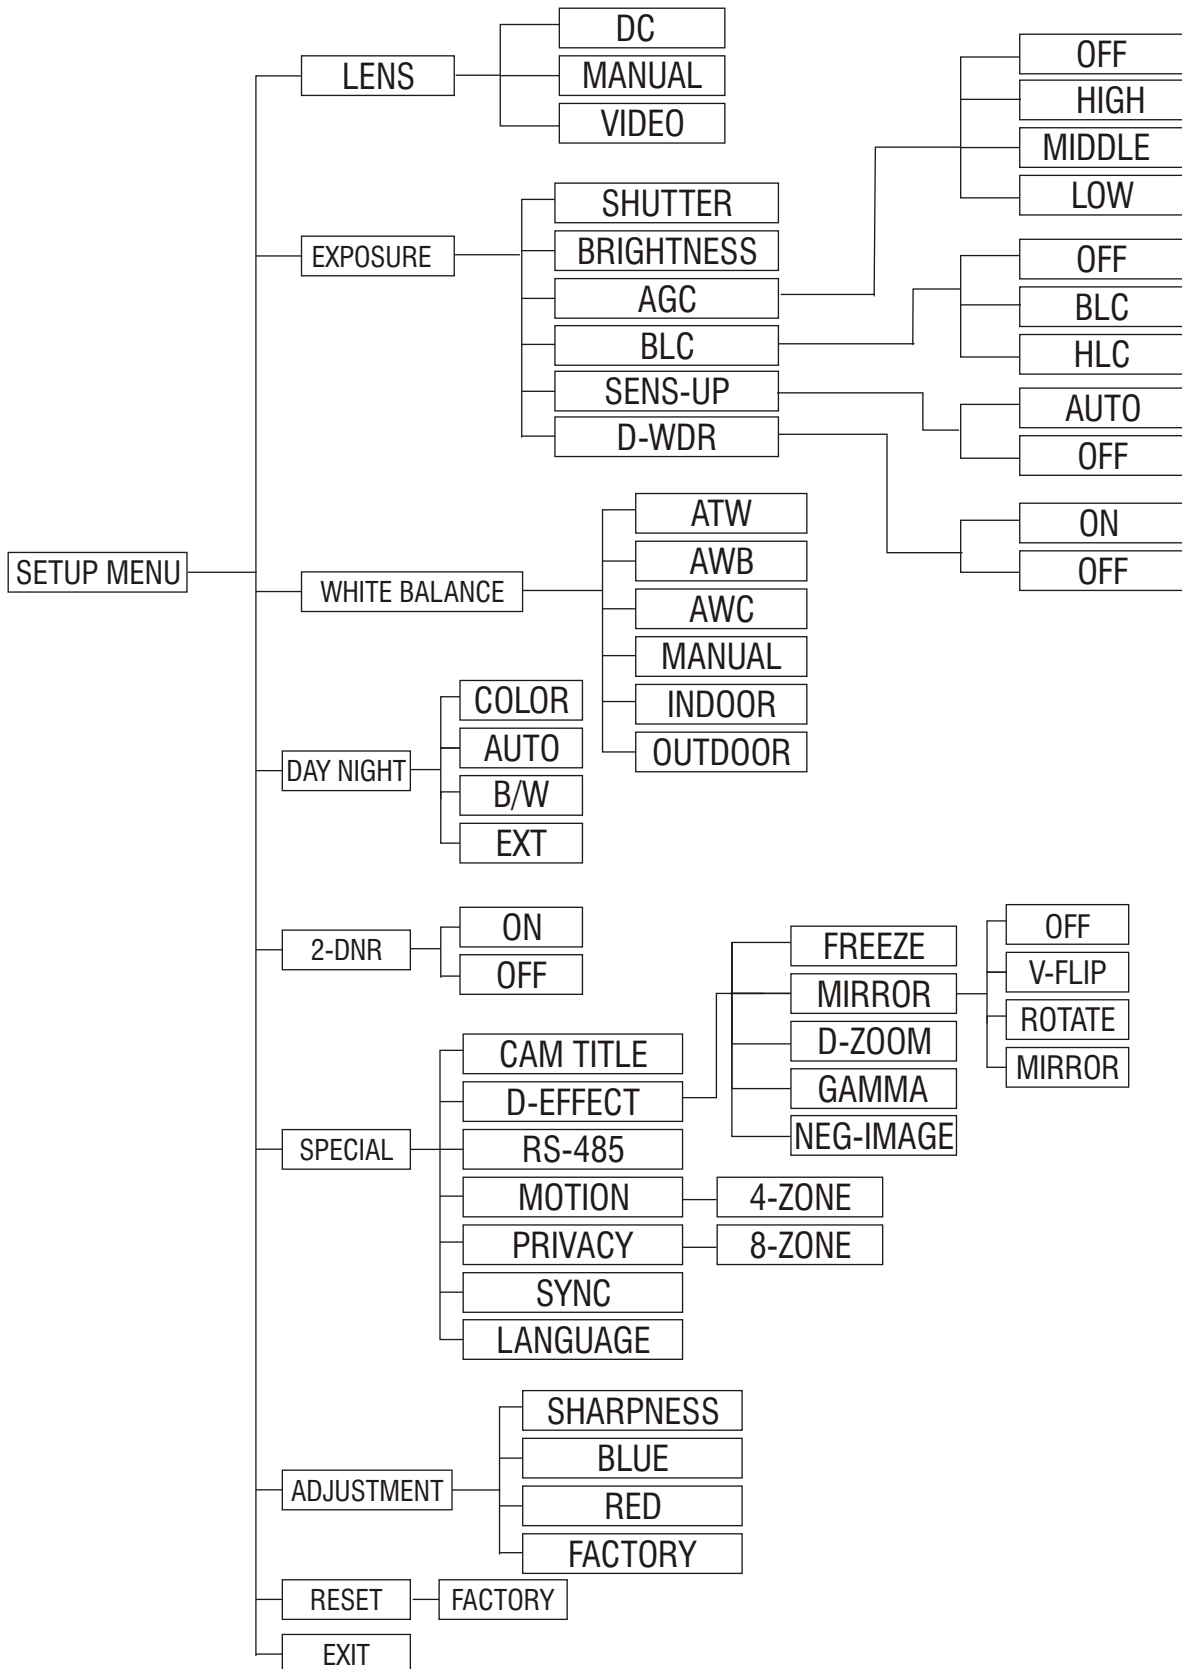 SETUP MENU
LENS
DC
MANUAL
VIDEO
EXPOSURE
SHUTTER
BRIGHTNESS
AGC
OFF
HIGH
MIDDLE
LOW
BLC
OFF
BLC
HLC
SENS-UP
AUTO
OFF
D-WDR
ON
OFF
WHITE BALANCE
ATW
AWB
AWC
MANUAL
INDOOR
OUTDOOR
DAY NIGHT
COLOR
AUTO
B/W
EXT
2-DNR
ON
OFF
SPECIAL
CAM TITLE
D-EFFECT
FREEZE
MIRROR
OFF
V-FLIP
ROTATE
MIRROR
D-ZOOM
GAMMA
NEG-IMAGE
RS-485
MOTION
4-ZONE
PRIVACY
8-ZONE
SYNC
LANGUAGE
ADJUSTMENT
SHARPNESS
BLUE
RED
FACTORY
RESET
FACTORY
EXIT